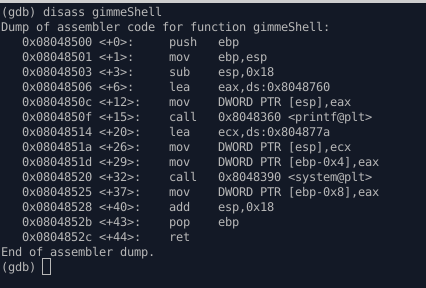 (gdb) disass gimmeShell
Dump of assembler code for function gimmeShell:
   0x08048500 <+0>:     push   ebp
   0x08048501 <+1>:     mov    ebp,esp
   0x08048503 <+3>:     sub    esp,0x18
   0x08048506 <+6>:     lea    eax,ds:0x8048760
   0x0804850c <+12>:    mov    DWORD PTR [esp],eax
   0x0804850f <+15>:    call   0x8048360 <printf@plt>
   0x08048514 <+20>:    lea    ecx,ds:0x804877a
   0x0804851a <+26>:    mov    DWORD PTR [esp],ecx
   0x0804851d <+29>:    mov    DWORD PTR [ebp-0x4],eax
   0x08048520 <+32>:    call   0x8048390 <system@plt>
   0x08048525 <+37>:    mov    DWORD PTR [ebp-0x8],eax
   0x08048528 <+40>:    add    esp,0x18
   0x0804852b <+43>:    pop    ebp
   0x0804852c <+44>:    ret
End of assembler dump.
(gdb)